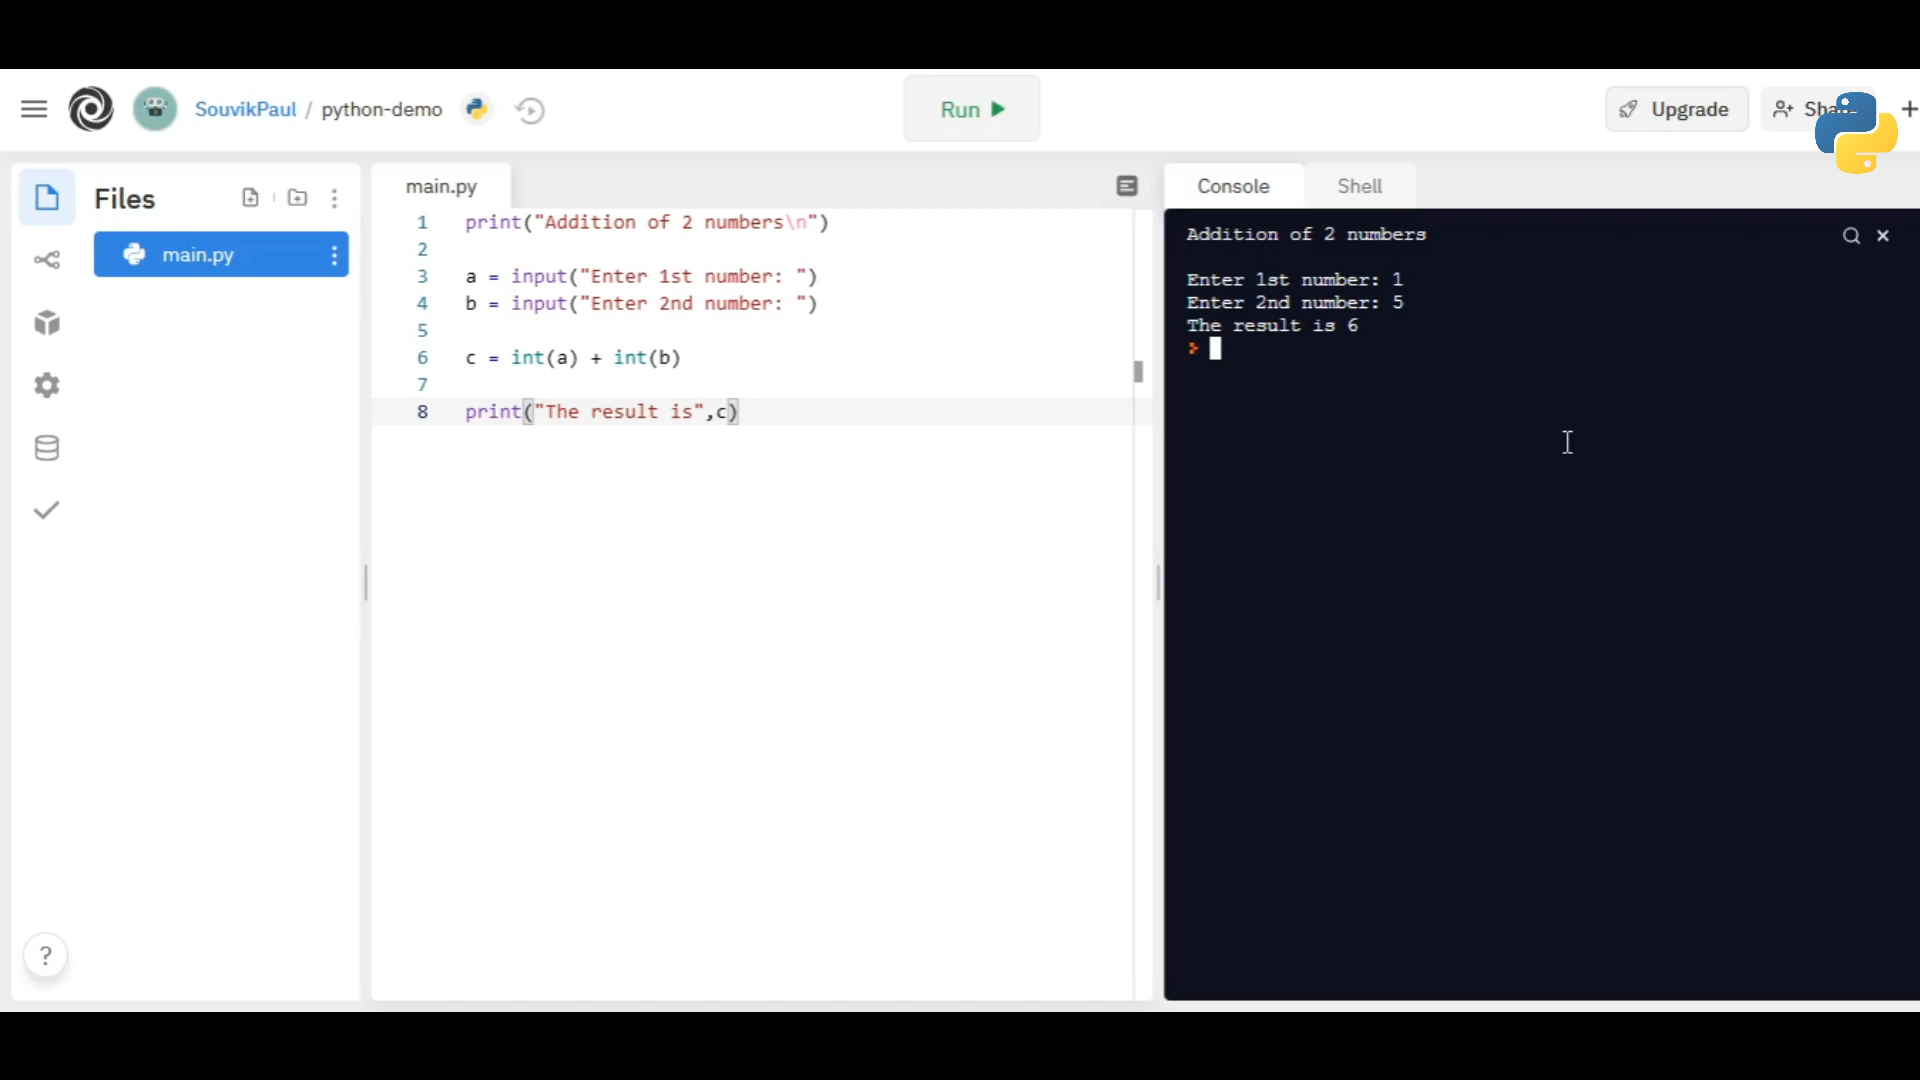 SouvikPaul / python-demo
Run
Upgrade
Files
main.py
main.py
1 print("Addition of 2 numbers\n")
2
3 a = input("Enter 1st number: ")
4 b = input("Enter 2nd number: ")
5
6 c = int(a) + int(b)
7
8 print("The result is",c)
Console
Shell
Addition of 2 numbers
Enter 1st number: 1
Enter 2nd number: 5
The result is 6
?